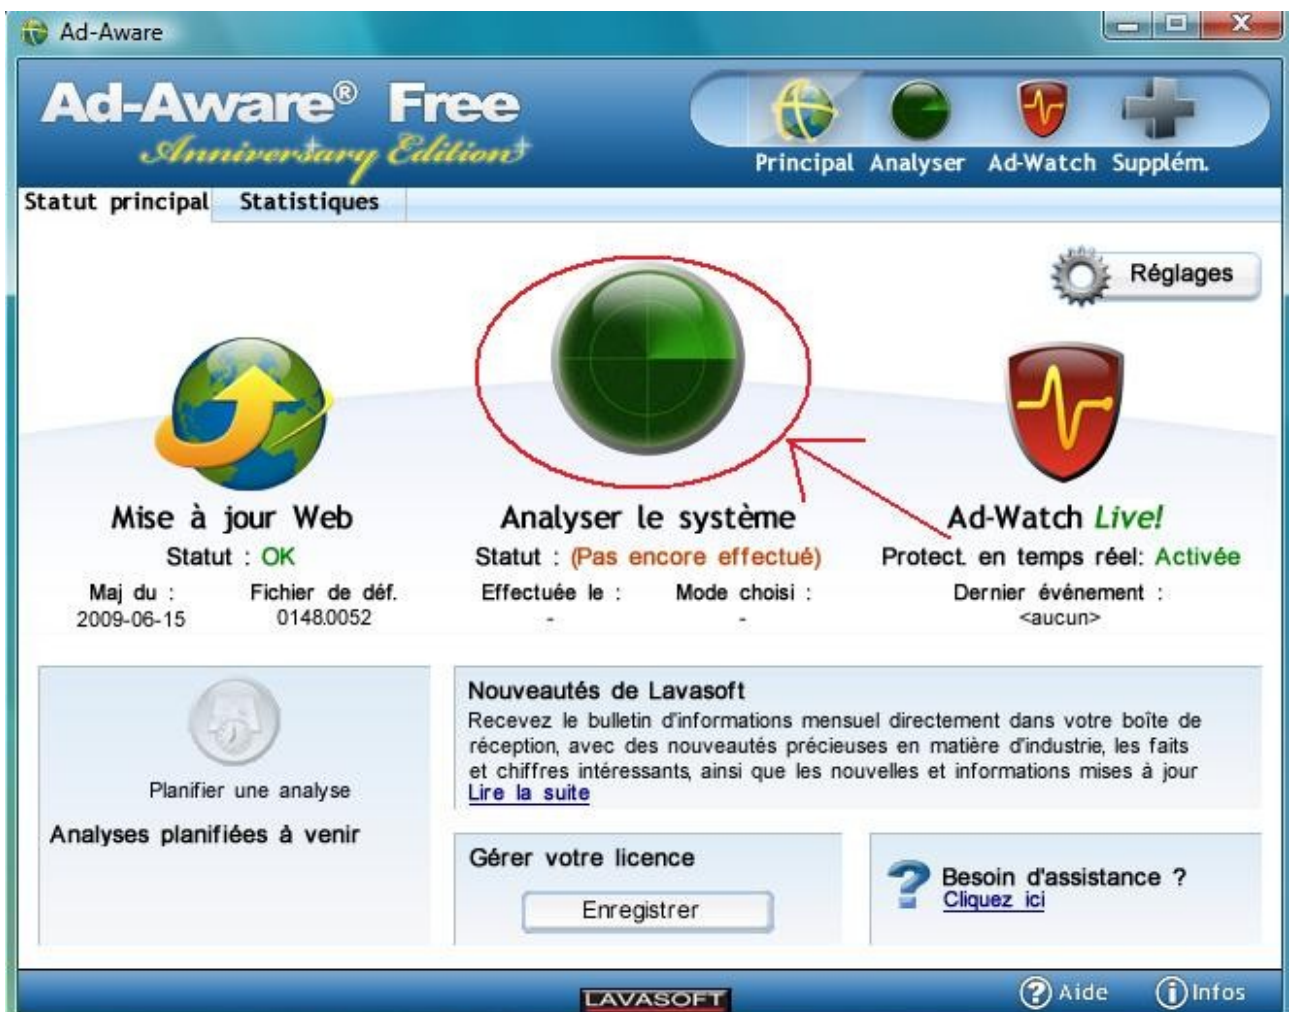 Ad-Aware
Ad-Aware® Free
Anniversary Edition
Principal Analyser Ad-Watch Supplém.
Statut principal Statistiques
Réglages
Mise à jour Web
Statut : OK
Maj du : Fichier de déf.
2009-06-15 0148.0052
Analyser le système
Statut : (Pas encore effectué)
Effectuée le : Mode choisi :
- -
Ad-Watch Live!
Protect. en temps réel: Activée
Dernier événement :
<aucun>
Planifier une analyse
Analyses planifiées à venir
Nouveautés de Lavasoft
Recevez le bulletin d'informations mensuel directement dans votre boîte de
réception, avec des nouveautés précieuses en matière d'industrie, les faits
et chiffres intéressants, ainsi que les nouvelles et informations mises à jour
Lire la suite
Gérer votre licence
Enregistrer
Besoin d'assistance ?
Cliquez ici
LAVASOFT
Aide Infos